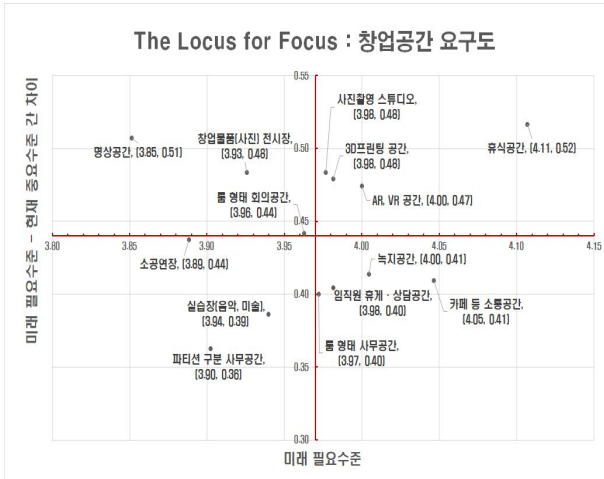 The Locus for Focus : 창업공간 요구도
미래 필요수준 - 현재 중요수준 간 차이
0.55
사진촬영 스튜디오,
[3.98, 0.48]
창업물품(사진) 전시장,
[3.93, 0.48]
명상공간, [3.85, 0.51]
0.50
3D프린팅 공간,
[3.98, 0.48]
휴식공간, [4.11, 0.52]
룸 형태 회의공간,
[3.96, 0.44]
AR, VR 공간, [4.00, 0.47]
0.45
3.80
3.85
3.90
3.95
4.00
4.05
4.10
4.15
소공연장, [3.89, 0.44]
녹지공간, [4.00, 0.41]
0.40
실습장(음악, 미술),
[3.94, 0.39]
임직원 휴게·상담공간,
[3.98, 0.40]
카페 등 소통공간,
[4.05, 0.41]
파티션 구분 사무공간,
[3.90, 0.36]
0.35
룸 형태 사무공간,
[3.97, 0.40]
0.30
미래 필요수준